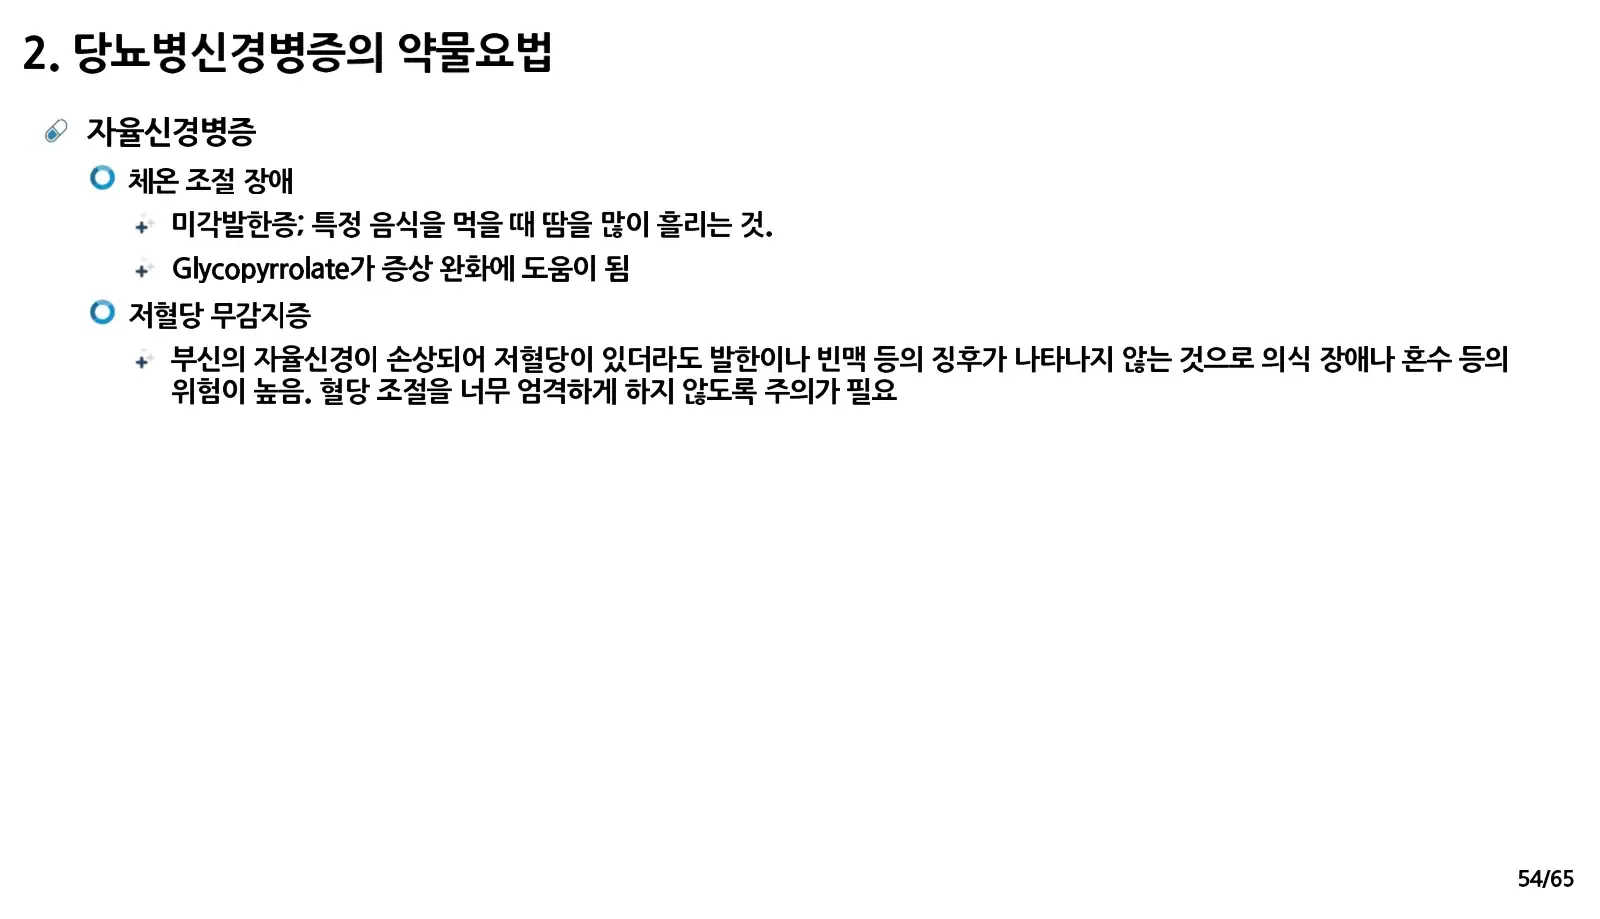 2. 당뇨병신경병증의 약물요법
자율신경병증
체온 조절 장애
미각발한증; 특정 음식을 먹을 때 땀을 많이 흘리는 것.
Glycopyrrolate가 증상 완화에 도움이 됨
저혈당 무감지증
부신의 자율신경이 손상되어 저혈당이 있더라도 발한이나 빈맥 등의 징후가 나타나지 않는 것으로 의식 장애나 혼수 등의
위험이 높음. 혈당 조절을 너무 엄격하게 하지 않도록 주의가 필요
54/65